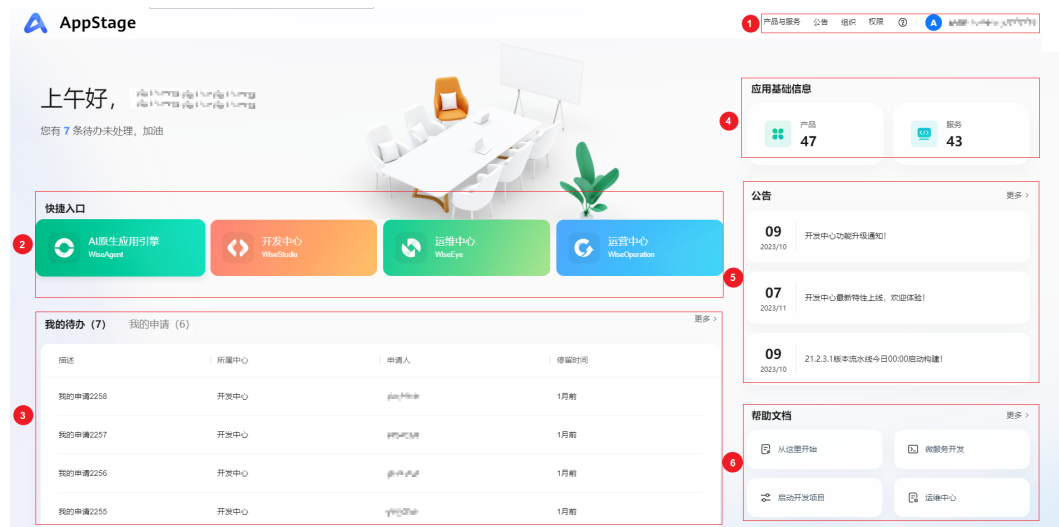 AppStage
1 产品与服务 公告 组织 权限 A
上午好，
您有 7 条待办未处理，加油
2
快捷入口
AI原生应用引擎
WiseAgent
开发中心
WiseStudio
运维中心
WiseEye
运营中心
WiseOperation
3
我的待办（7） 我的申请（6） 更多
描述 所属中心 申请人 停留时间
我的申请2258 开发中心 1月前
我的申请2257 开发中心 1月前
我的申请2256 开发中心 1月前
我的申请2255 开发中心 1月前
4
应用基础信息
产品
47
服务
43
5
公告 更多
09
2023/10
开发中心功能升级通知!
07
2023/11
开发中心最新特性上线，欢迎体验!
09
2023/10
21.2.3.1版本流水线今日00:00启动构建!
6
帮助文档 更多
从这里开始 微服务开发
启动开发项目 运维中心